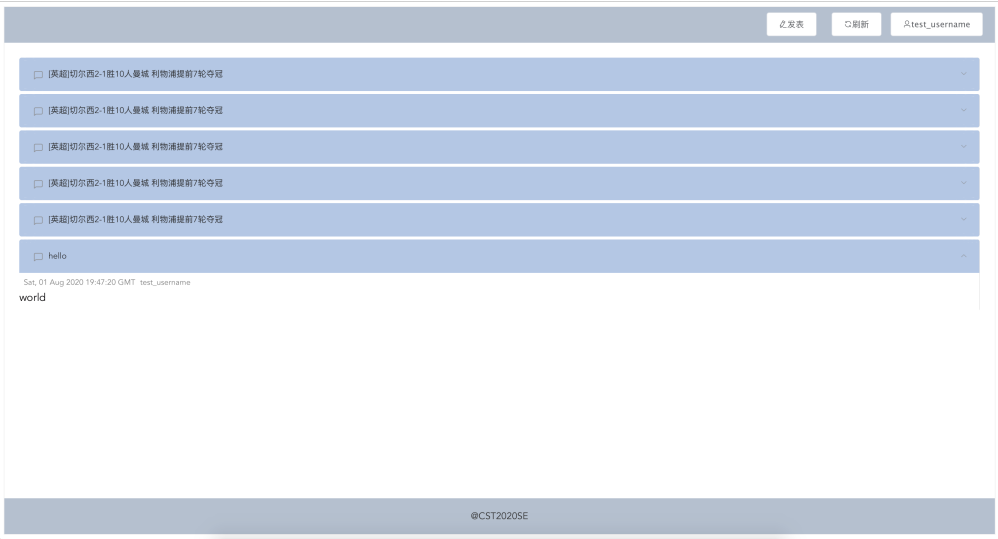 发表 刷新 test_username
[英超]切尔西2-1胜10人曼城 利物浦提前7轮夺冠
[英超]切尔西2-1胜10人曼城 利物浦提前7轮夺冠
[英超]切尔西2-1胜10人曼城 利物浦提前7轮夺冠
[英超]切尔西2-1胜10人曼城 利物浦提前7轮夺冠
[英超]切尔西2-1胜10人曼城 利物浦提前7轮夺冠
hello
Sat, 01 Aug 2020 19:47:20 GMT test_username
world
@CST2020SE